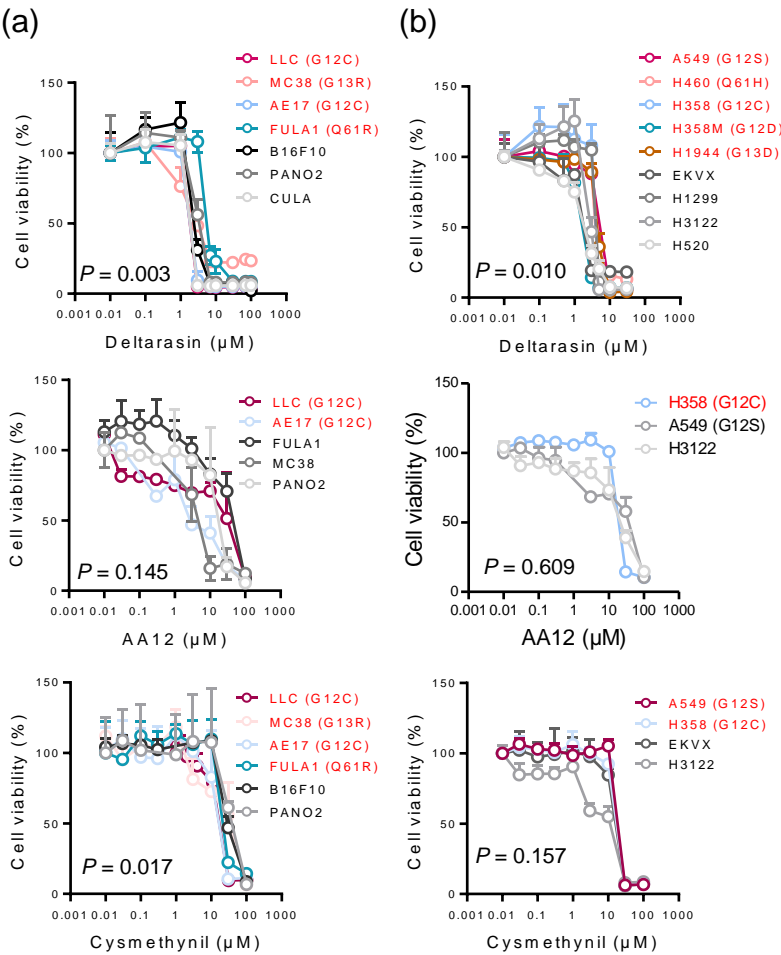 (a)
LLC (G12C)
MC38 (G13R)
AE17 (G12C)
FULA1 (Q61R)
B16F10
PANO2
CULA
Cell viability (%)
150
100
50
0
P = 0.003
0.001 0.01 0.1 1 10 100 1000
Deltarasin (µM)
(b)
A549 (G12S)
H460 (Q61H)
H358 (G12C)
H358M (G12D)
H1944 (G13D)
EKVX
H1299
H3122
H520
Cell viability (%)
150
100
50
0
P = 0.010
0.001 0.01 0.1 1 10 100 1000
Deltarasin (µM)
LLC (G12C)
AE17 (G12C)
FULA1
MC38
PANO2
Cell viability (%)
150
100
50
0
P = 0.145
0.001 0.01 0.1 1 10 100 1000
AA12 (µM)
H358 (G12C)
A549 (G12S)
H3122
Cell viability (%)
150
100
50
0
P = 0.609
0.001 0.01 0.1 1 10 100 1000
AA12 (µM)
LLC (G12C)
MC38 (G13R)
AE17 (G12C)
FULA1 (Q61R)
B16F10
PANO2
Cell viability (%)
150
100
50
0
P = 0.017
0.001 0.01 0.1 1 10 100 1000
Cysmethynil (µM)
A549 (G12S)
H358 (G12C)
EKVX
H3122
Cell viability (%)
150
100
50
0
P = 0.157
0.001 0.01 0.1 1 10 100 1000
Cysmethynil (µM)